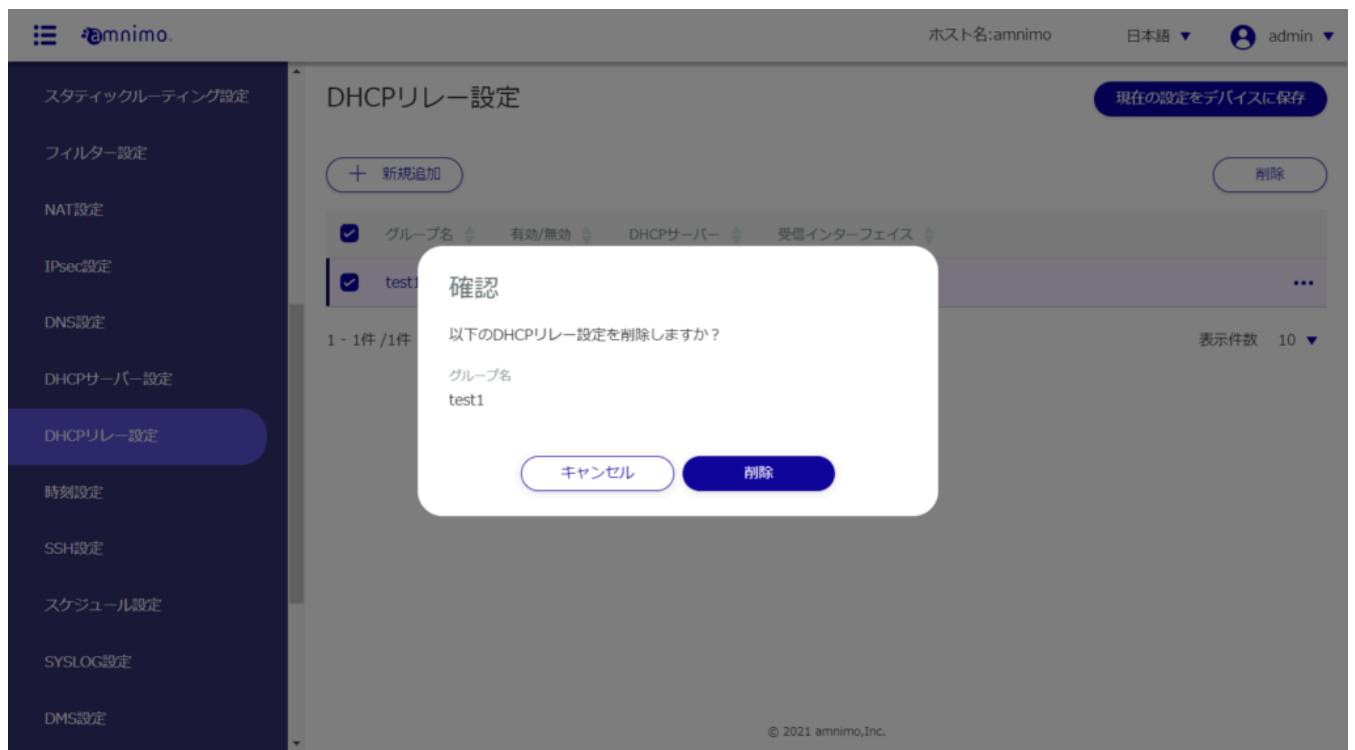 amnimo.
ホスト名:amnimo 日本語 ▼ admin ▼
スタティックルーティング設定
フィルター設定
NAT設定
IPsec設定
DNS設定
DHCPサーバー設定
DHCPリレー設定
時刻設定
SSH設定
スケジュール設定
SYSLOG設定
DMS設定
DHCPリレー設定
現在の設定をデバイスに保存
+ 新規追加
削除
グループ名 有効/無効 DHCPサーバー 受信インターフェイス
test1
•••
1 - 1件 /1件
表示件数 10 ▼
確認
以下のDHCPリレー設定を削除しますか？
グループ名
test1
キャンセル 削除
© 2021 amnimo,Inc.